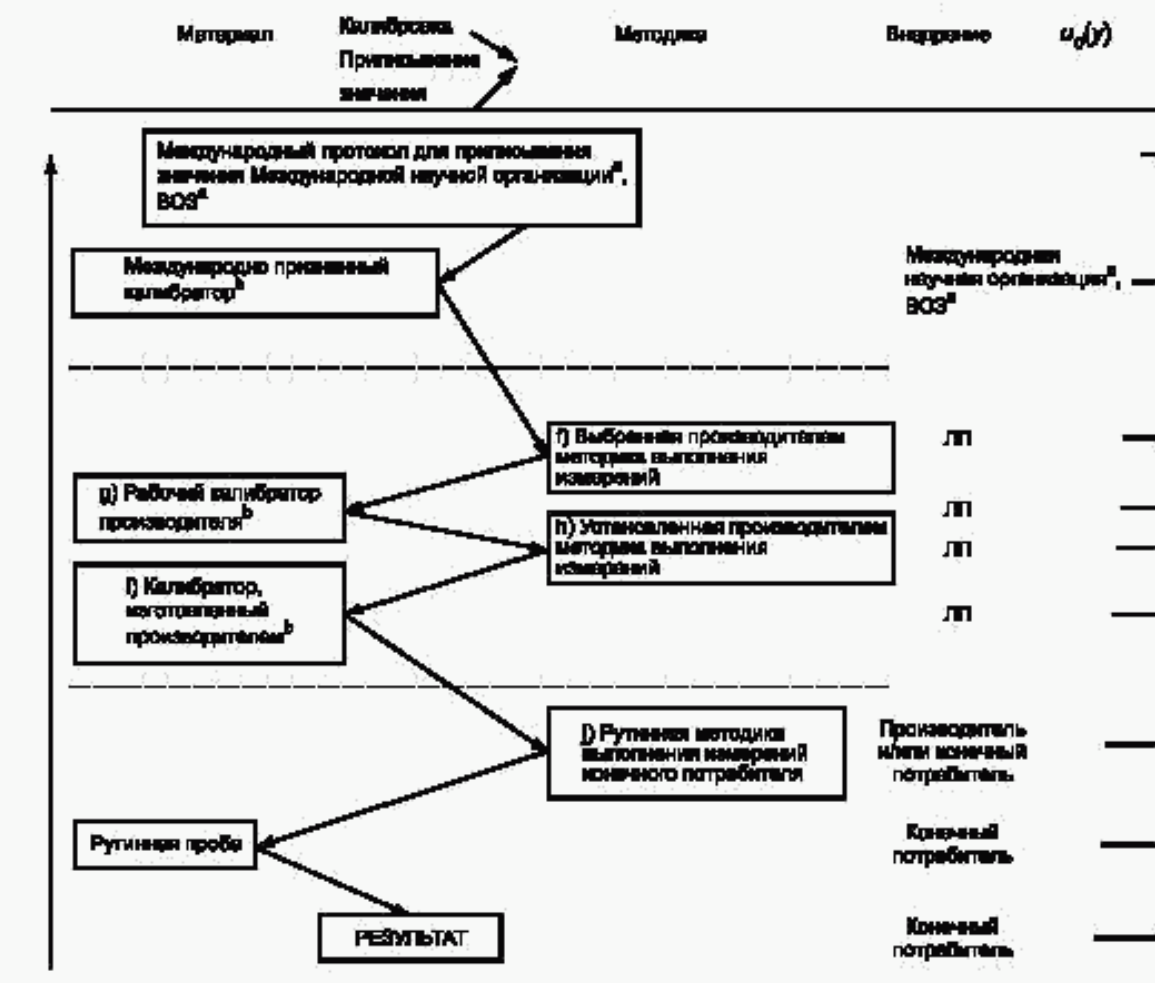 Материал
Калибровка
Приписывание
значения
Методика
Внедрение
u_c(y)
Международный протокол для приписывания
значения Международной научной организации^a,
ВОЗ^a
Международно признанный
калибратор^b
Международная
научная организация^a,
ВОЗ^a
f) Выбранная производителем
методика выполнения
измерений
ЛП
g) Рабочий калибратор
производителя^b
ЛП
h) Установленная производителем
методика выполнения
измерений
ЛП
i) Калибратор,
изготовленный
производителем^b
ЛП
j) Рутинная методика
выполнения измерений
конечного потребителя
Производитель
и/или конечный
потребитель
Рутинная проба
Конечный
потребитель
РЕЗУЛЬТАТ
Конечный
потребитель